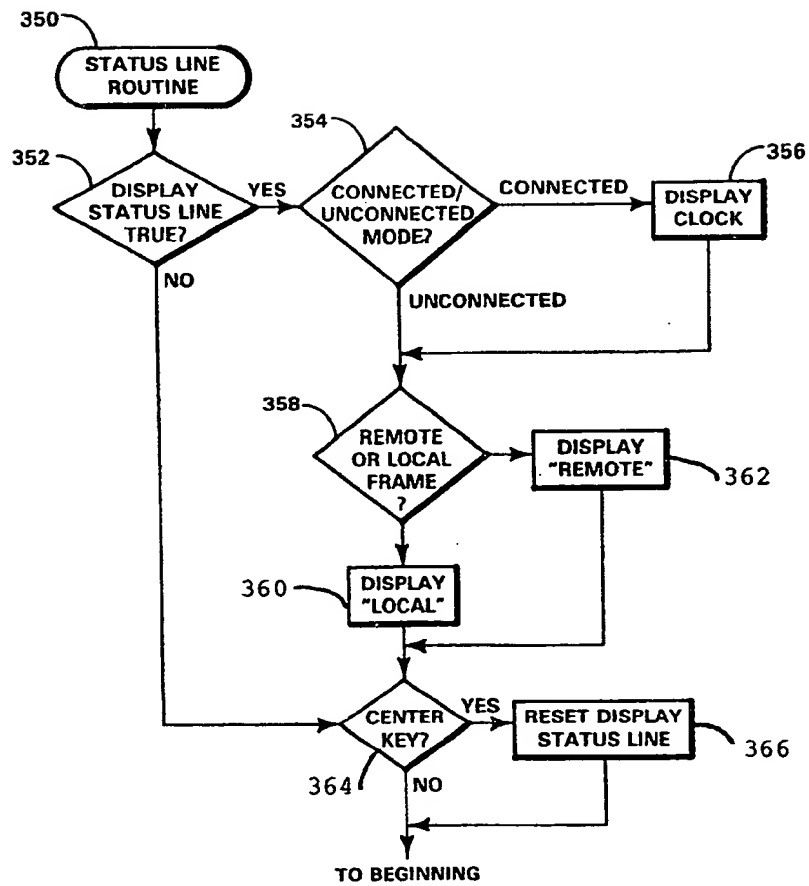 350
STATUS LINE
ROUTINE
354
352
356
DISPLAY
STATUS LINE
TRUE?
YES
CONNECTED/
UNCONNECTED
MODE?
CONNECTED
DISPLAY
CLOCK
NO
UNCONNECTED
358
REMOTE
OR LOCAL
FRAME
?
DISPLAY
"REMOTE"
362
360
DISPLAY
"LOCAL"
CENTER
KEY?
YES
RESET DISPLAY
STATUS LINE
364
366
NO
TO BEGINNING